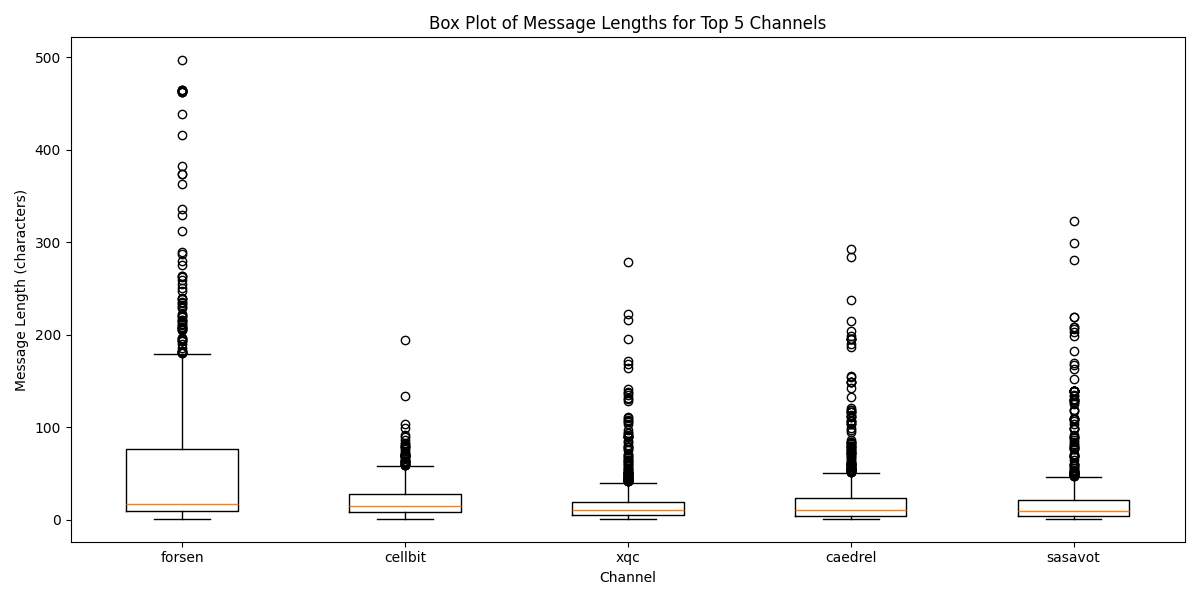 Box Plot of Message Lengths for Top 5 Channels
Message Length (characters)
500
400
300
200
100
0
forsen cellbit xqc caedrel sasavot
Channel